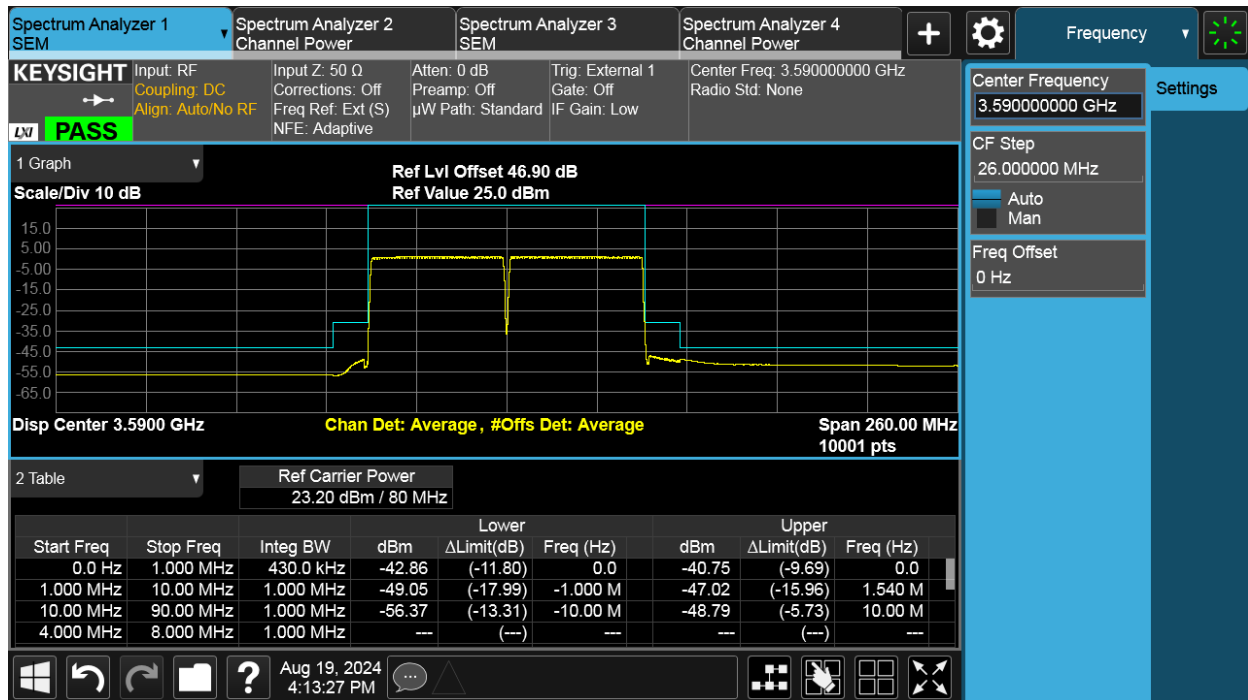 Spectrum Analyzer 1
SEM
Spectrum Analyzer 2
Channel Power
Spectrum Analyzer 3
SEM
Spectrum Analyzer 4
Channel Power
+
Frequency
KEYSIGHT
LXI PASS
Input: RF
Coupling: DC
Align: Auto/No RF
Input Z: 50 Ω
Corrections: Off
Freq Ref: Ext (S)
NFE: Adaptive
Atten: 0 dB
Preamp: Off
µW Path: Standard
Trig: External 1
Gate: Off
IF Gain: Low
Center Freq: 3.590000000 GHz
Radio Std: None
Center Frequency
3.590000000 GHz
Settings
CF Step
26.000000 MHz
Auto
Man
Freq Offset
0 Hz
1 Graph
Scale/Div 10 dB
Ref Lvl Offset 46.90 dB
Ref Value 25.0 dBm
15.0
5.00
-5.00
-15.0
-25.0
-35.0
-45.0
-55.0
-65.0
Disp Center 3.5900 GHz
Chan Det: Average , #Offs Det: Average
Span 260.00 MHz
10001 pts
2 Table
Ref Carrier Power
23.20 dBm / 80 MHz
Lower Upper
Start Freq Stop Freq Integ BW dBm ΔLimit(dB) Freq (Hz) dBm ΔLimit(dB) Freq (Hz)
0.0 Hz 1.000 MHz 430.0 kHz -42.86 (-11.80) 0.0 -40.75 (-9.69) 0.0
1.000 MHz 10.00 MHz 1.000 MHz -49.05 (-17.99) -1.000 M -47.02 (-15.96) 1.540 M
10.00 MHz 90.00 MHz 1.000 MHz -56.37 (-13.31) -10.00 M -48.79 (-5.73) 10.00 M
4.000 MHz 8.000 MHz 1.000 MHz --- (---) --- --- (---) ---
?
Aug 19, 2024
4:13:27 PM
...